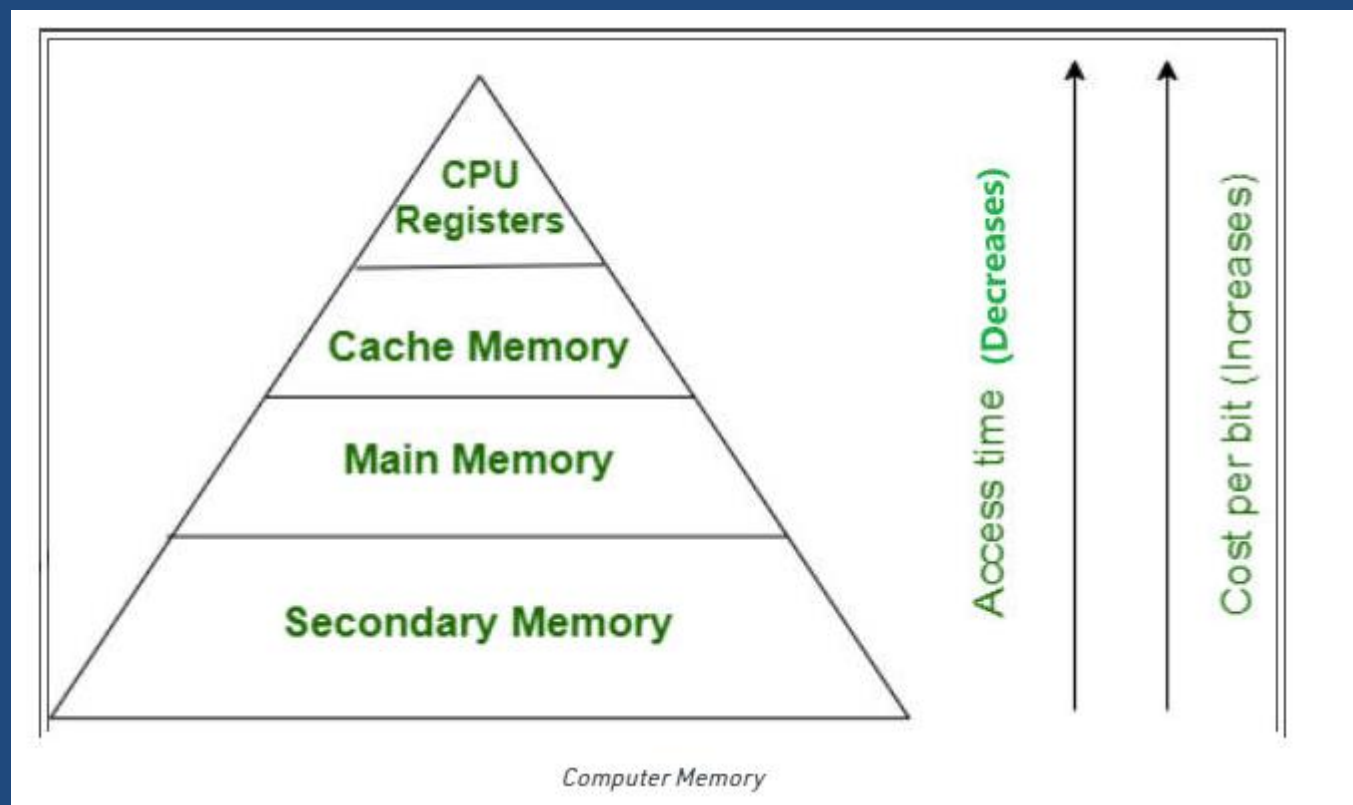 CPU
Registers
Cache Memory
Main Memory
Secondary Memory
Access time (Decreases)
Cost per bit (Increases)
Computer Memory